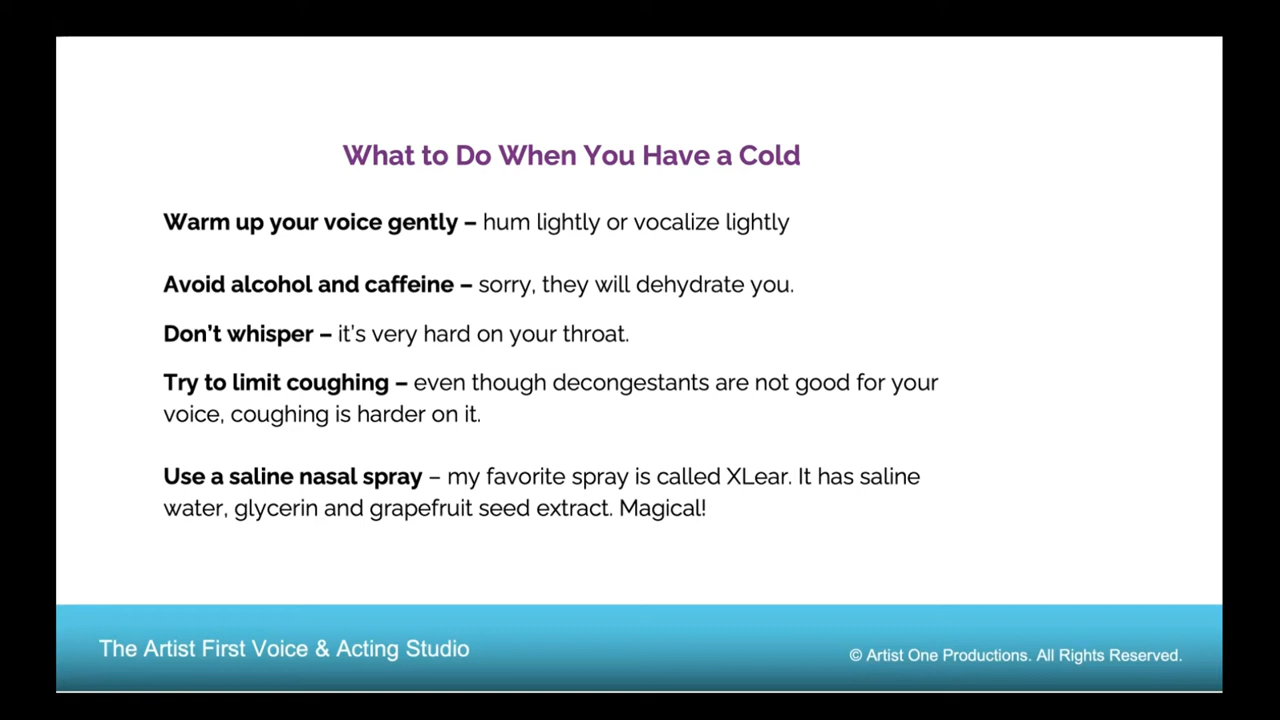 What to Do When You Have a Cold
Warm up your voice gently – hum lightly or vocalize lightly
Avoid alcohol and caffeine – sorry, they will dehydrate you.
Don’t whisper – it’s very hard on your throat.
Try to limit coughing – even though decongestants are not good for your
voice, coughing is harder on it.
Use a saline nasal spray – my favorite spray is called XLear. It has saline
water, glycerin and grapefruit seed extract. Magical!
The Artist First Voice & Acting Studio
© Artist One Productions. All Rights Reserved.